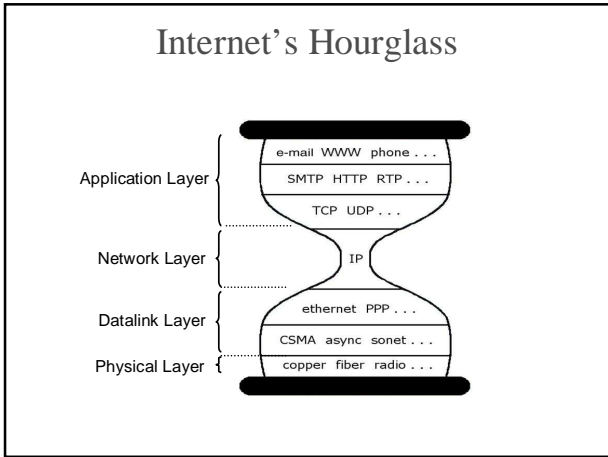 Internet's Hourglass
e-mail WWW phone . . .
Application Layer
SMTP HTTP RTP . . .
TCP UDP . . .
Network Layer
IP
ethernet PPP . . .
Datalink Layer
CSMA async sonet . . .
Physical Layer
copper fiber radio . . .